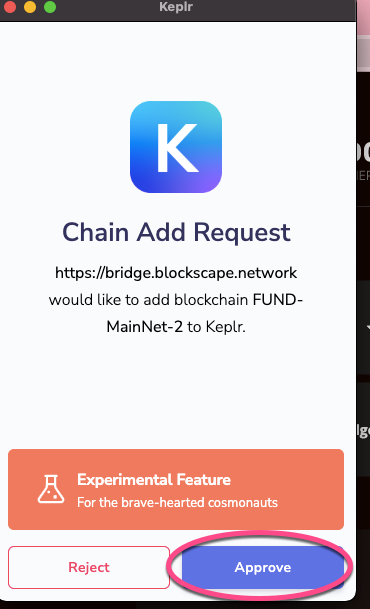 Keplr
K
Chain Add Request
https://bridge.blockscape.network
would like to add blockchain FUND-
MainNet-2 to Keplr.
Experimental Feature
For the brave-hearted cosmonauts
Reject
Approve